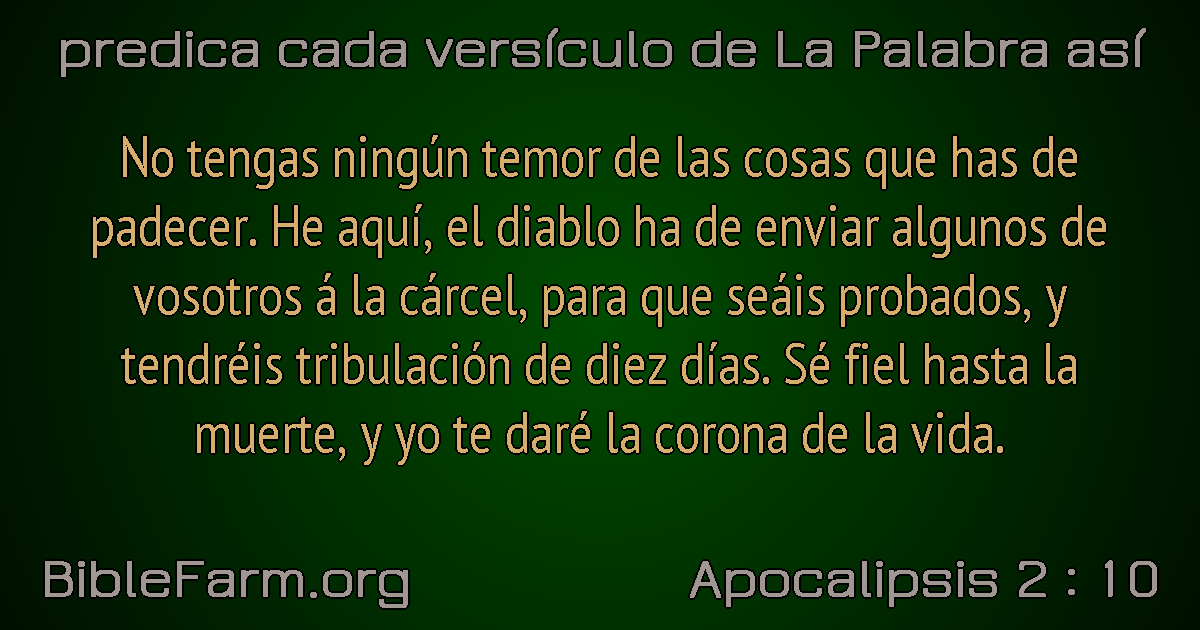 predica cada versículo de La Palabra así
No tengas ningún temor de las cosas que has de
padecer. He aquí, el diablo ha de enviar algunos de
vosotros á la cárcel, para que seáis probados, y
tendréis tribulación de diez días. Sé fiel hasta la
muerte, y yo te daré la corona de la vida.
BibleFarm.org Apocalipsis 2 : 10